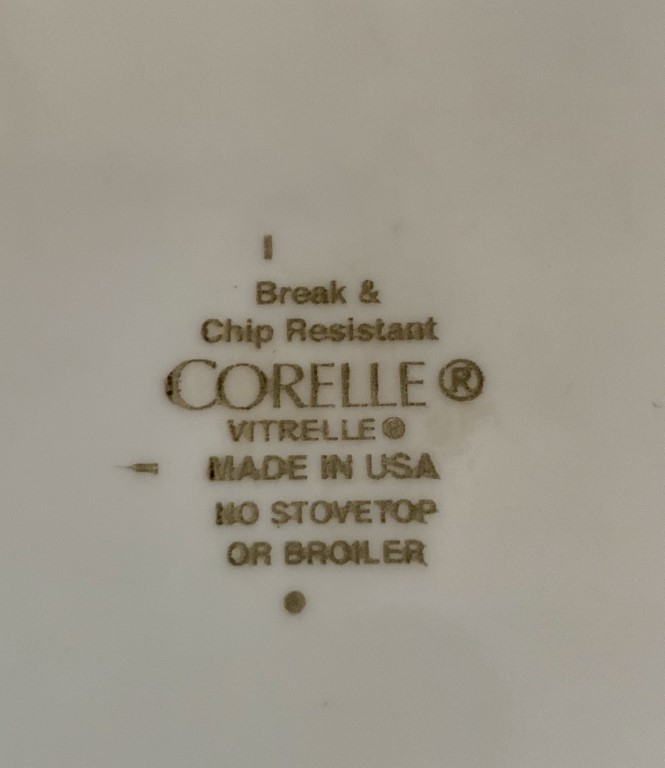 Break &
Chip Resistant
CORELLE®
VITRELLE®
MADE IN USA
NO STOVETOP
OR BROILER